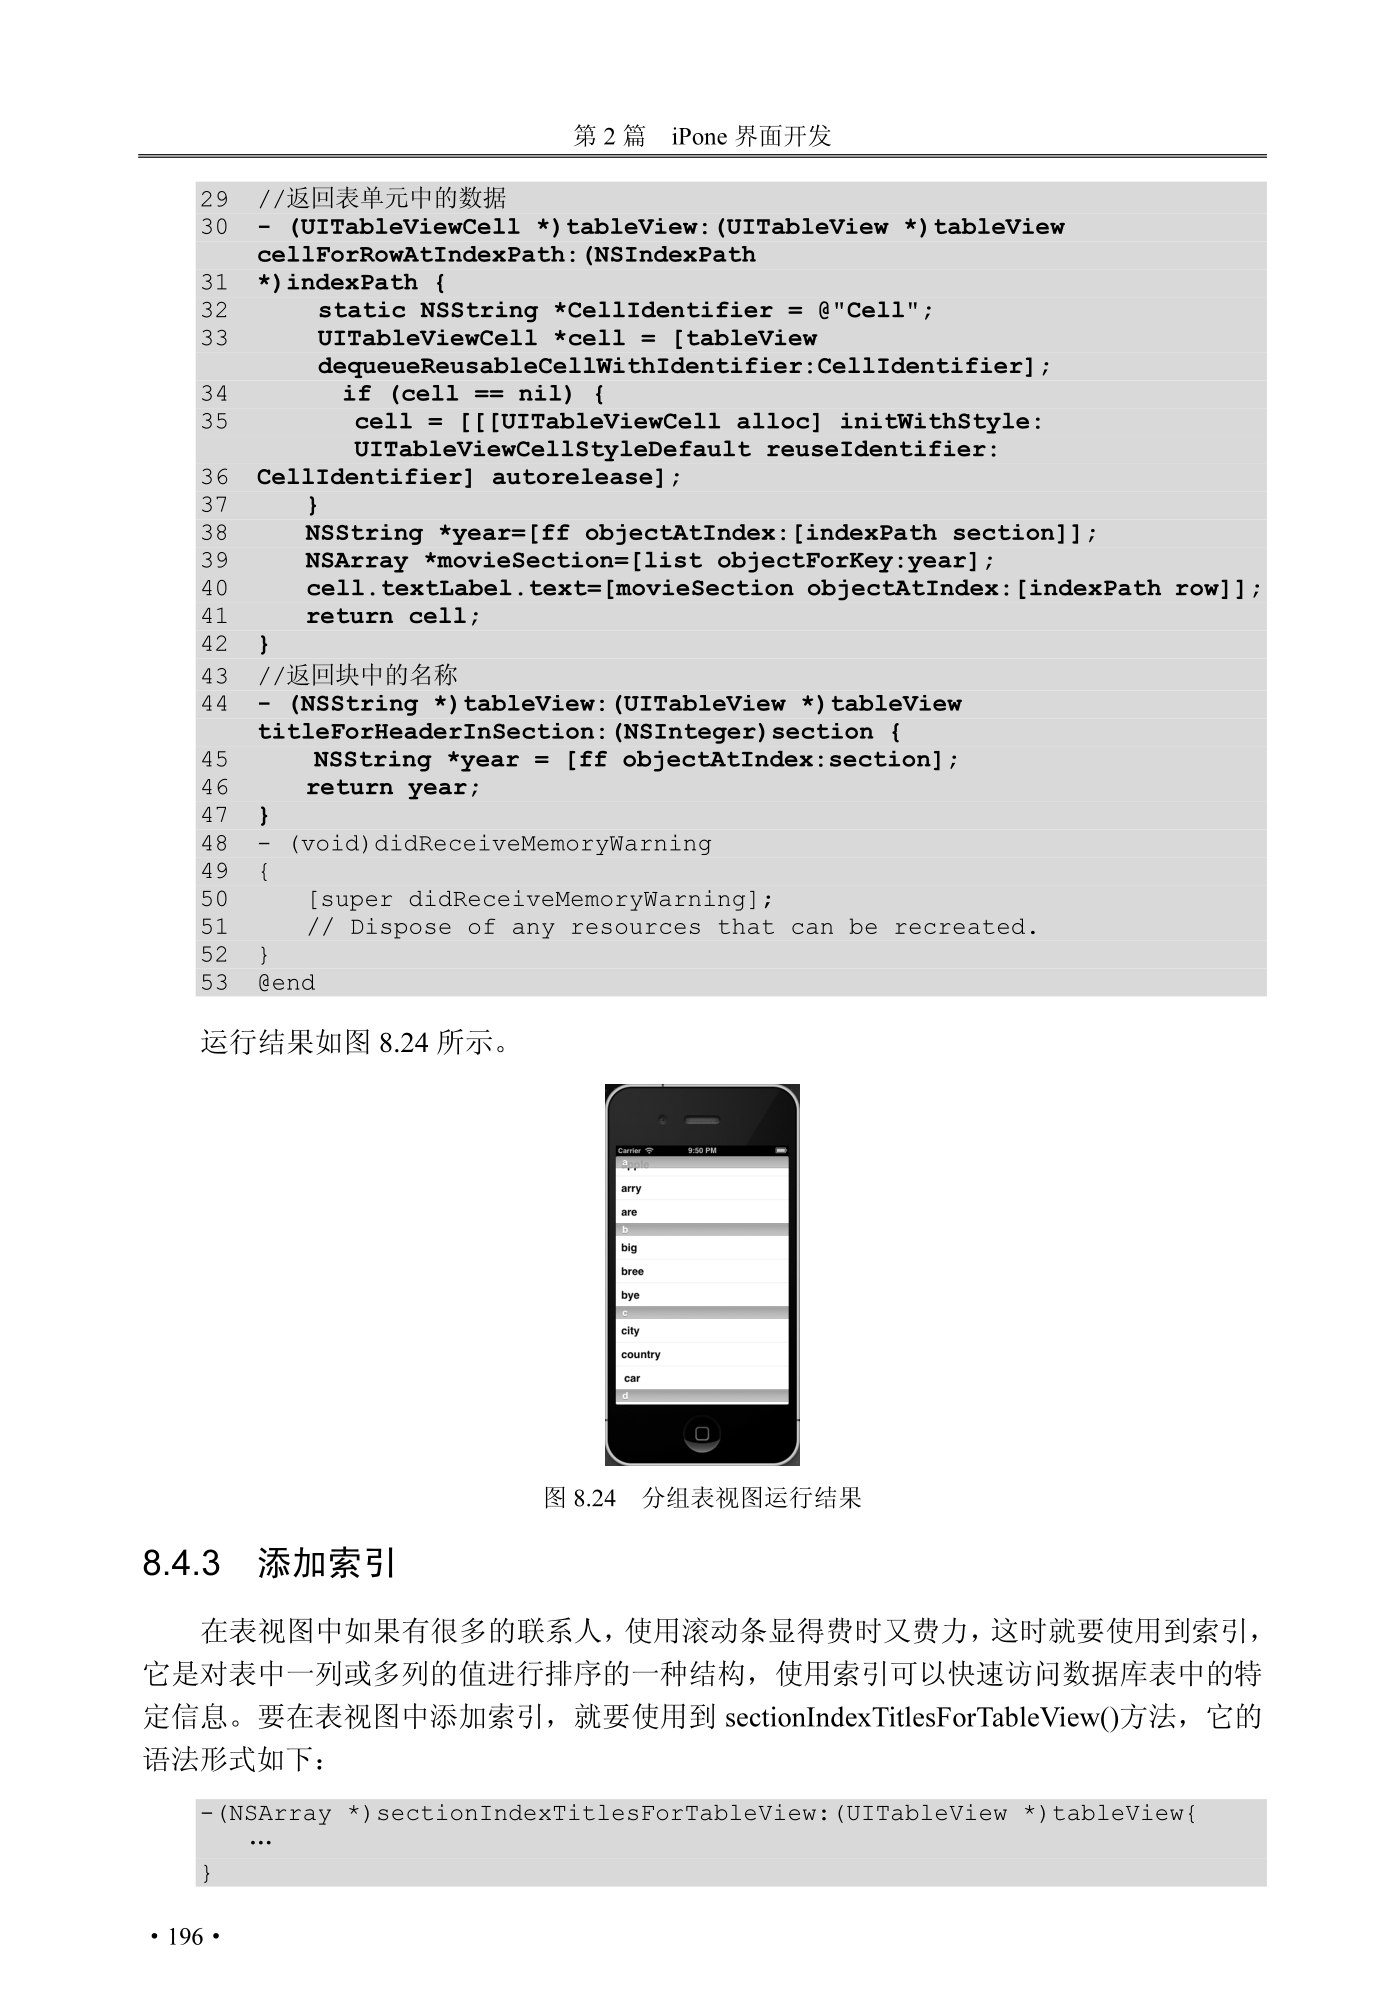 第 2 篇　iPone 界面开发
29  //返回表单元中的数据
30  - (UITableViewCell *)tableView:(UITableView *)tableView
    cellForRowAtIndexPath:(NSIndexPath
31  *)indexPath {
32      static NSString *CellIdentifier = @"Cell";
33      UITableViewCell *cell = [tableView
        dequeueReusableCellWithIdentifier:CellIdentifier];
34        if (cell == nil) {
35         cell = [[[UITableViewCell alloc] initWithStyle:
           UITableViewCellStyleDefault reuseIdentifier:
36  CellIdentifier] autorelease];
37     }
38     NSString *year=[ff objectAtIndex:[indexPath section]];
39     NSArray *movieSection=[list objectForKey:year];
40     cell.textLabel.text=[movieSection objectAtIndex:[indexPath row]];
41     return cell;
42  }
43  //返回块中的名称
44  - (NSString *)tableView:(UITableView *)tableView
    titleForHeaderInSection:(NSInteger)section {
45      NSString *year = [ff objectAtIndex:section];
46     return year;
47  }
48  - (void)didReceiveMemoryWarning
49  {
50     [super didReceiveMemoryWarning];
51     // Dispose of any resources that can be recreated.
52  }
53  @end
运行结果如图 8.24 所示。
Carrier 9:50 PM
a
apple
arry
are
b
big
bree
bye
c
city
country
car
d
图 8.24　分组表视图运行结果
8.4.3　添加索引
在表视图中如果有很多的联系人，使用滚动条显得费时又费力，这时就要使用到索引，
它是对表中一列或多列的值进行排序的一种结构，使用索引可以快速访问数据库表中的特
定信息。要在表视图中添加索引，就要使用到 sectionIndexTitlesForTableView()方法，它的
语法形式如下：
-(NSArray *)sectionIndexTitlesForTableView:(UITableView *)tableView{
   …
}
• 196 •